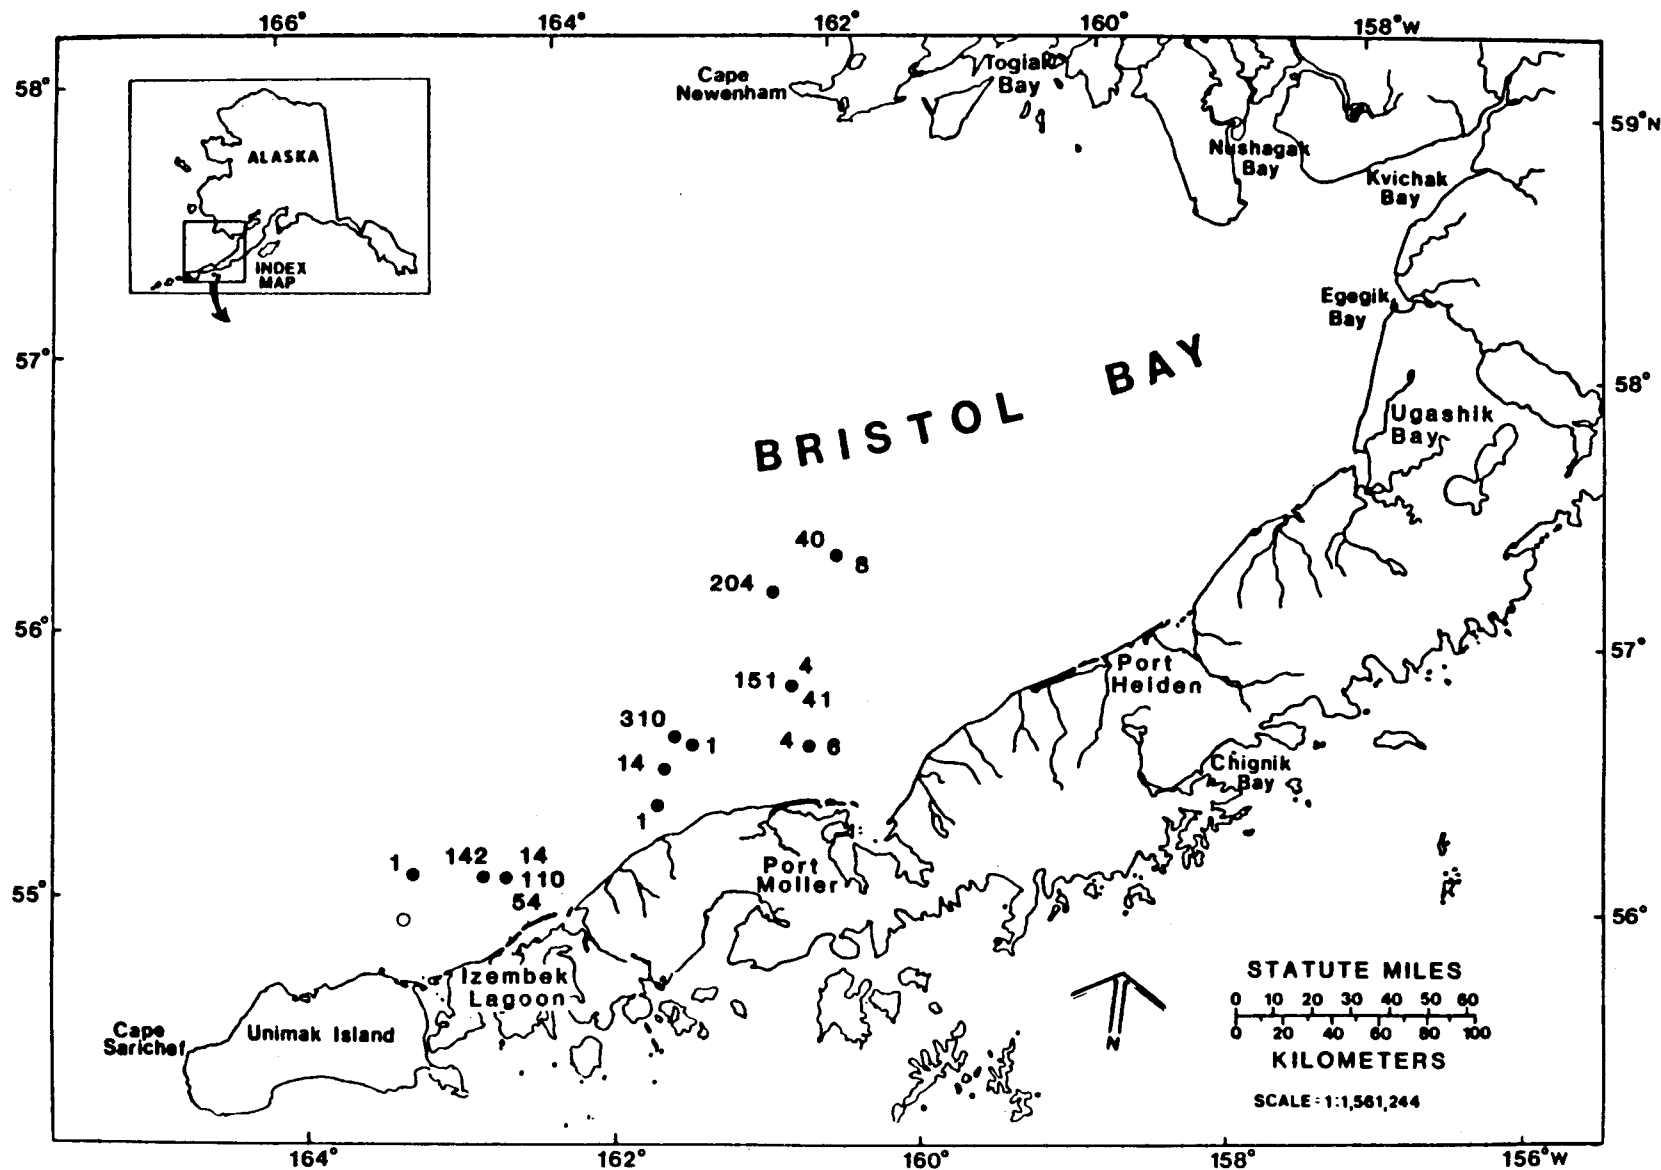 166° 164° 162° 160° 158°W
58°
57°
56°
55°
59°N
58°
57°
56°
164° 162° 160° 158° 156°W
ALASKA
INDEX
MAP
Cape
Newenham
Togiak
Bay
Nushagak
Bay
Kvichak
Bay
Egegik
Bay
Ugashik
Bay
BRISTOL BAY
40
8
204
4
151
41
310
1
4 6
14
1
1
142
14
110
54
Port
Heiden
Chignik
Bay
Port
Moller
Izembek
Lagoon
Unimak Island
Cape
Sarichef
N
STATUTE MILES
0 10 20 30 40 50 60
0 20 40 60 80 100
KILOMETERS
SCALE = 1:1,561,244